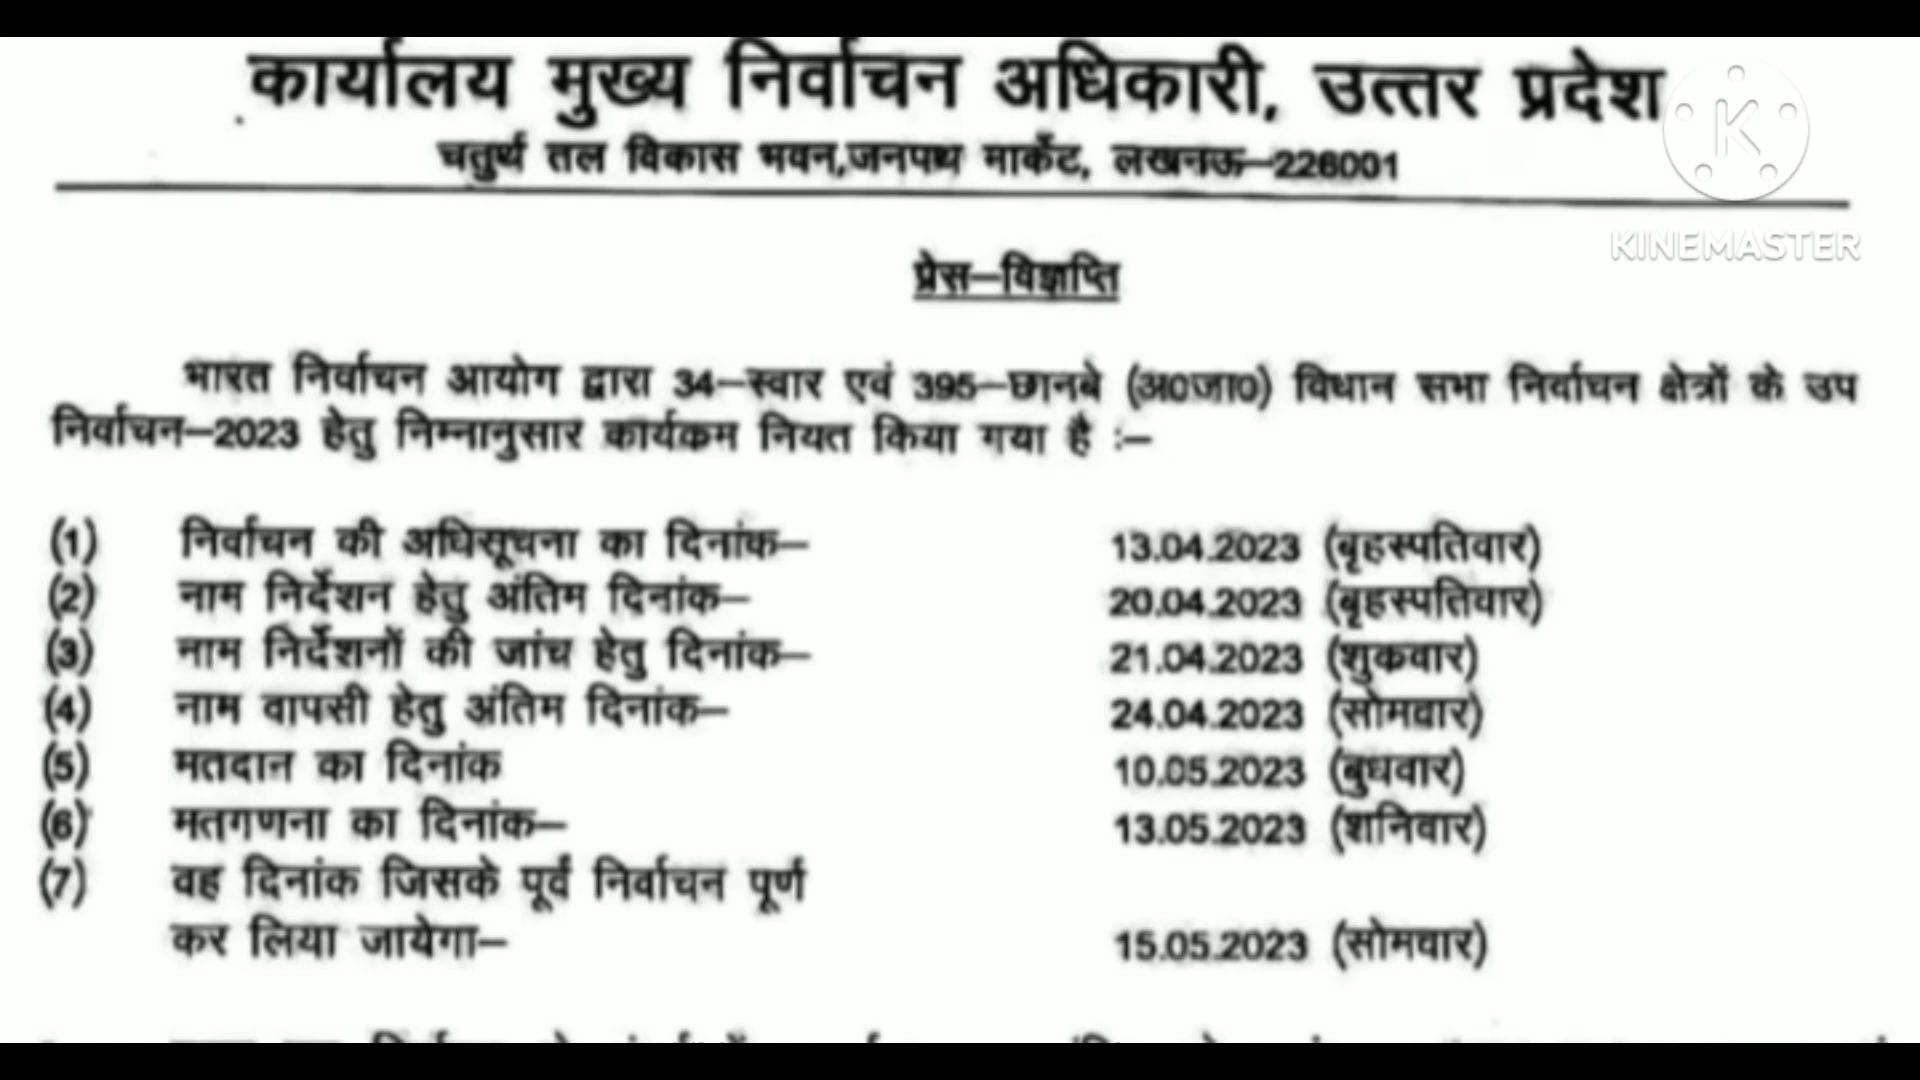 कार्यालय मुख्य निर्वाचन अधिकारी, उत्तर प्रदेश
चतुर्थ तल विकास भवन,जनपथ मार्केट, लखनऊ–226001
K
KINEMASTER
प्रेस–विज्ञप्ति
भारत निर्वाचन आयोग द्वारा 34–स्वार एवं 395–छानबे (अ0जा0) विधान सभा निर्वाचन क्षेत्रों के उप
निर्वाचन–2023 हेतु निम्नानुसार कार्यक्रम नियत किया गया है :–
(1) निर्वाचन की अधिसूचना का दिनांक– 13.04.2023 (बृहस्पतिवार)
(2) नाम निर्देशन हेतु अंतिम दिनांक– 20.04.2023 (बृहस्पतिवार)
(3) नाम निर्देशनों की जांच हेतु दिनांक– 21.04.2023 (शुक्रवार)
(4) नाम वापसी हेतु अंतिम दिनांक– 24.04.2023 (सोमवार)
(5) मतदान का दिनांक 10.05.2023 (बुधवार)
(6) मतगणना का दिनांक– 13.05.2023 (शनिवार)
(7) वह दिनांक जिसके पूर्व निर्वाचन पूर्ण
कर लिया जायेगा– 15.05.2023 (सोमवार)